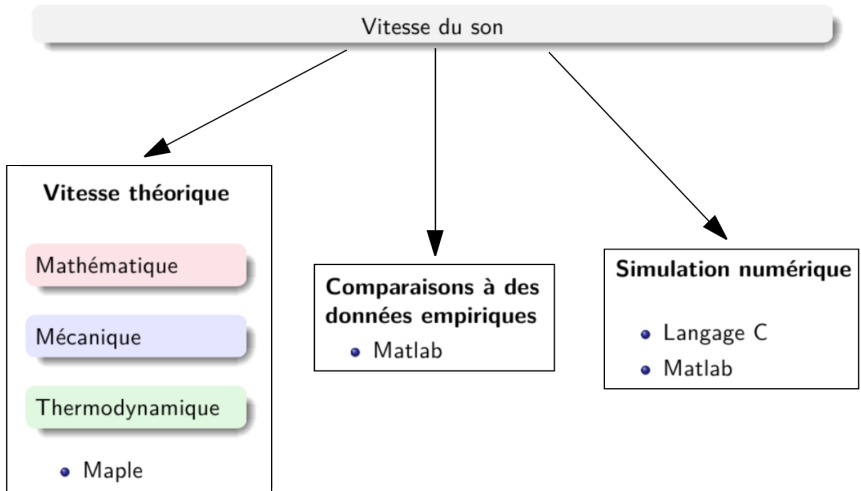 Vitesse du son
Vitesse théorique
Mathématique
Mécanique
Thermodynamique
Maple
Comparaisons à des
données empiriques
Matlab
Simulation numérique
Langage C
Matlab